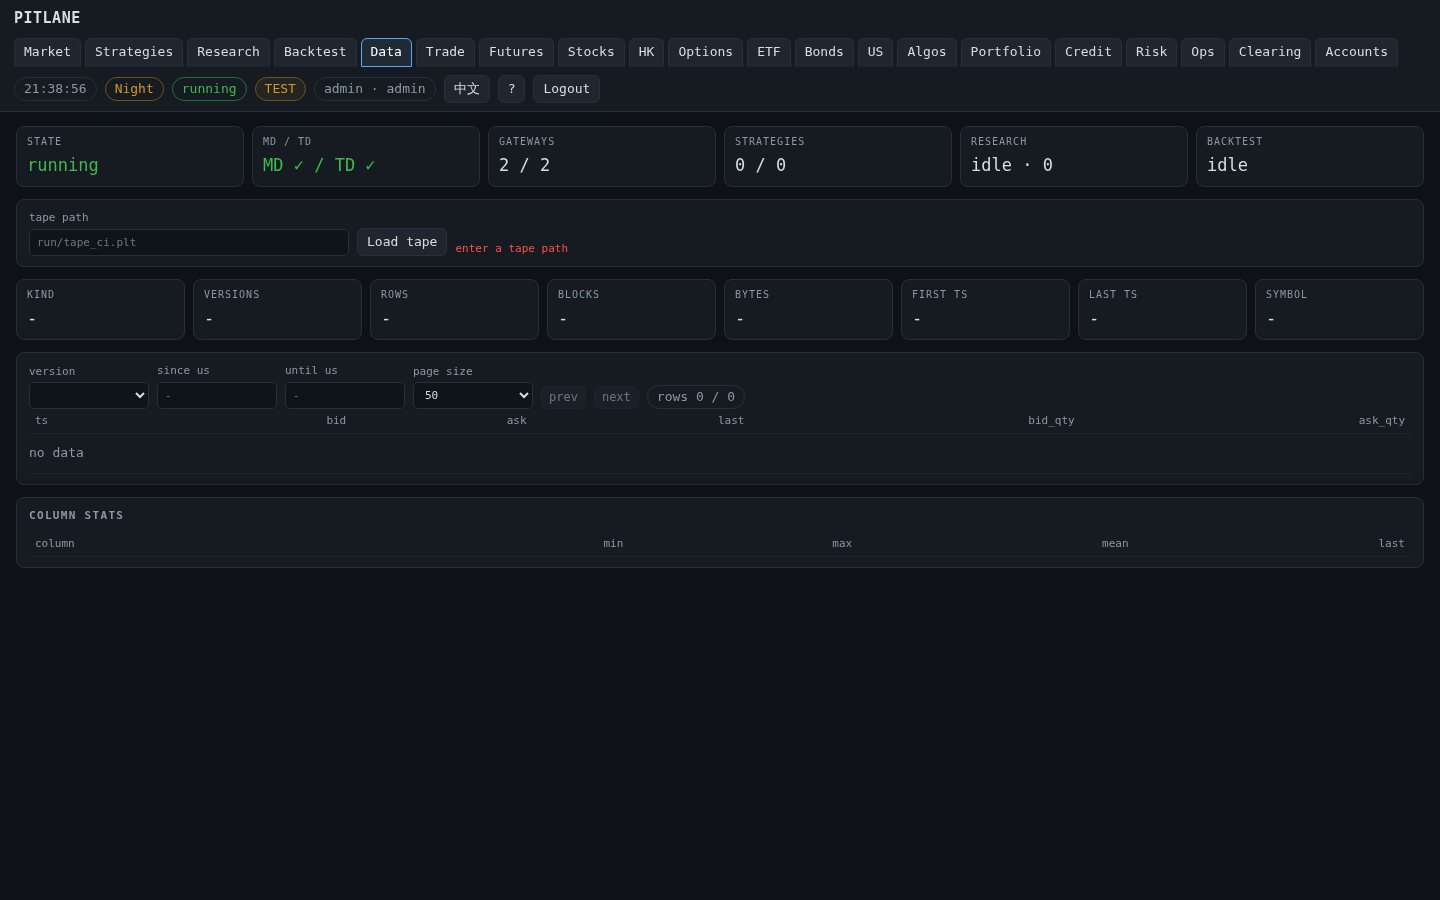 PITLANE
Market Strategies Research Backtest Data Trade Futures Stocks HK Options ETF Bonds US Algos Portfolio Credit Risk Ops Clearing Accounts
21:38:56 Night running TEST admin · admin 中文 ? Logout
STATE MD / TD GATEWAYS STRATEGIES RESEARCH BACKTEST
running MD ✓ / TD ✓ 2 / 2 0 / 0 idle · 0 idle
tape path
run/tape_ci.plt Load tape enter a tape path
KIND VERSIONS ROWS BLOCKS BYTES FIRST TS LAST TS SYMBOL
- - - - - - - -
version since us until us page size
- - 50 prev next rows 0 / 0
ts bid ask last bid_qty ask_qty
no data
COLUMN STATS
column min max mean last